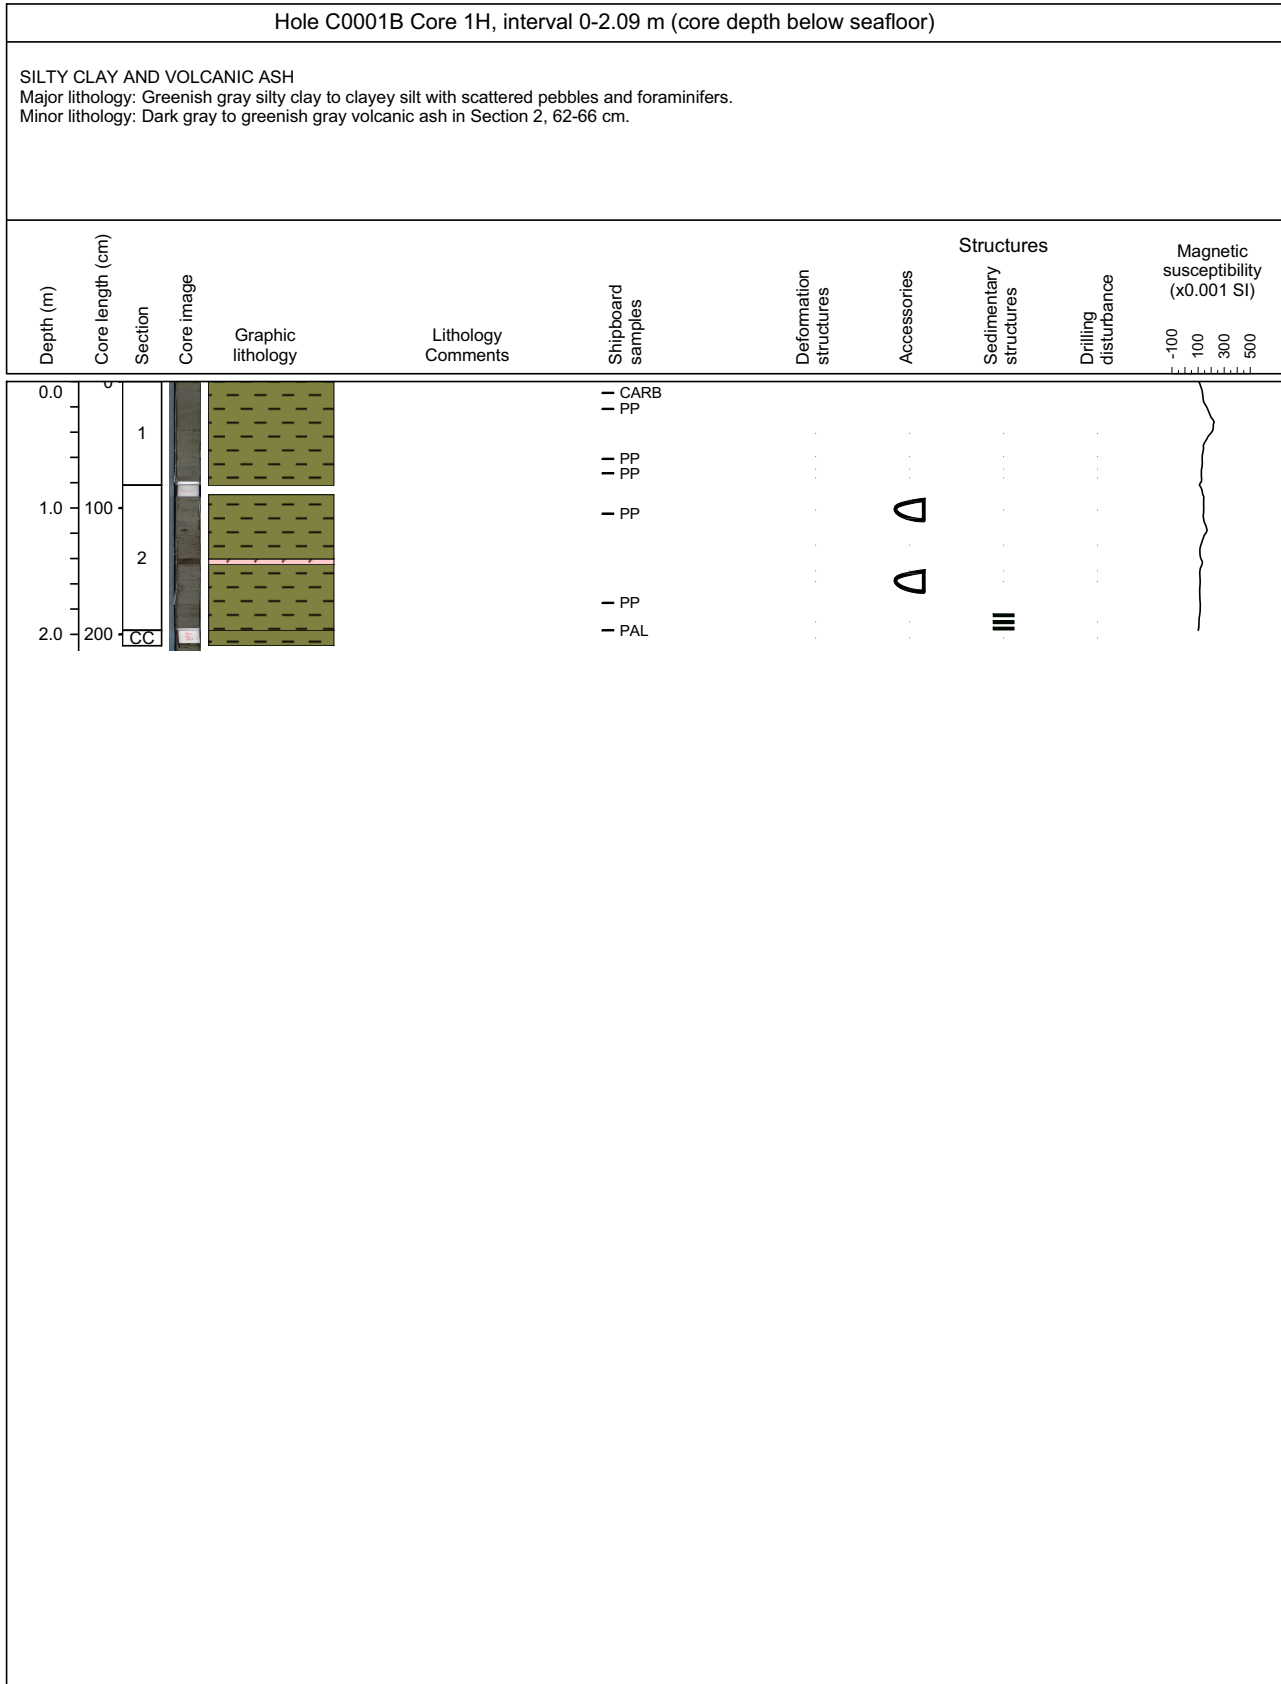 Hole C0001B Core 1H, interval 0-2.09 m (core depth below seafloor)
SILTY CLAY AND VOLCANIC ASH
Major lithology: Greenish gray silty clay to clayey silt with scattered pebbles and foraminifers.
Minor lithology: Dark gray to greenish gray volcanic ash in Section 2, 62-66 cm.
Depth (m)
Core length (cm)
Section
Core image
Graphic
lithology
Lithology
Comments
Shipboard
samples
Structures
Deformation
structures
Accessories
Sedimentary
structures
Drilling
disturbance
Magnetic
susceptibility
(x0.001 SI)
-100
100
300
500
0.0
0
CARB
PP
1
PP
PP
1.0
100
PP
2
PP
2.0
200
CC
PAL